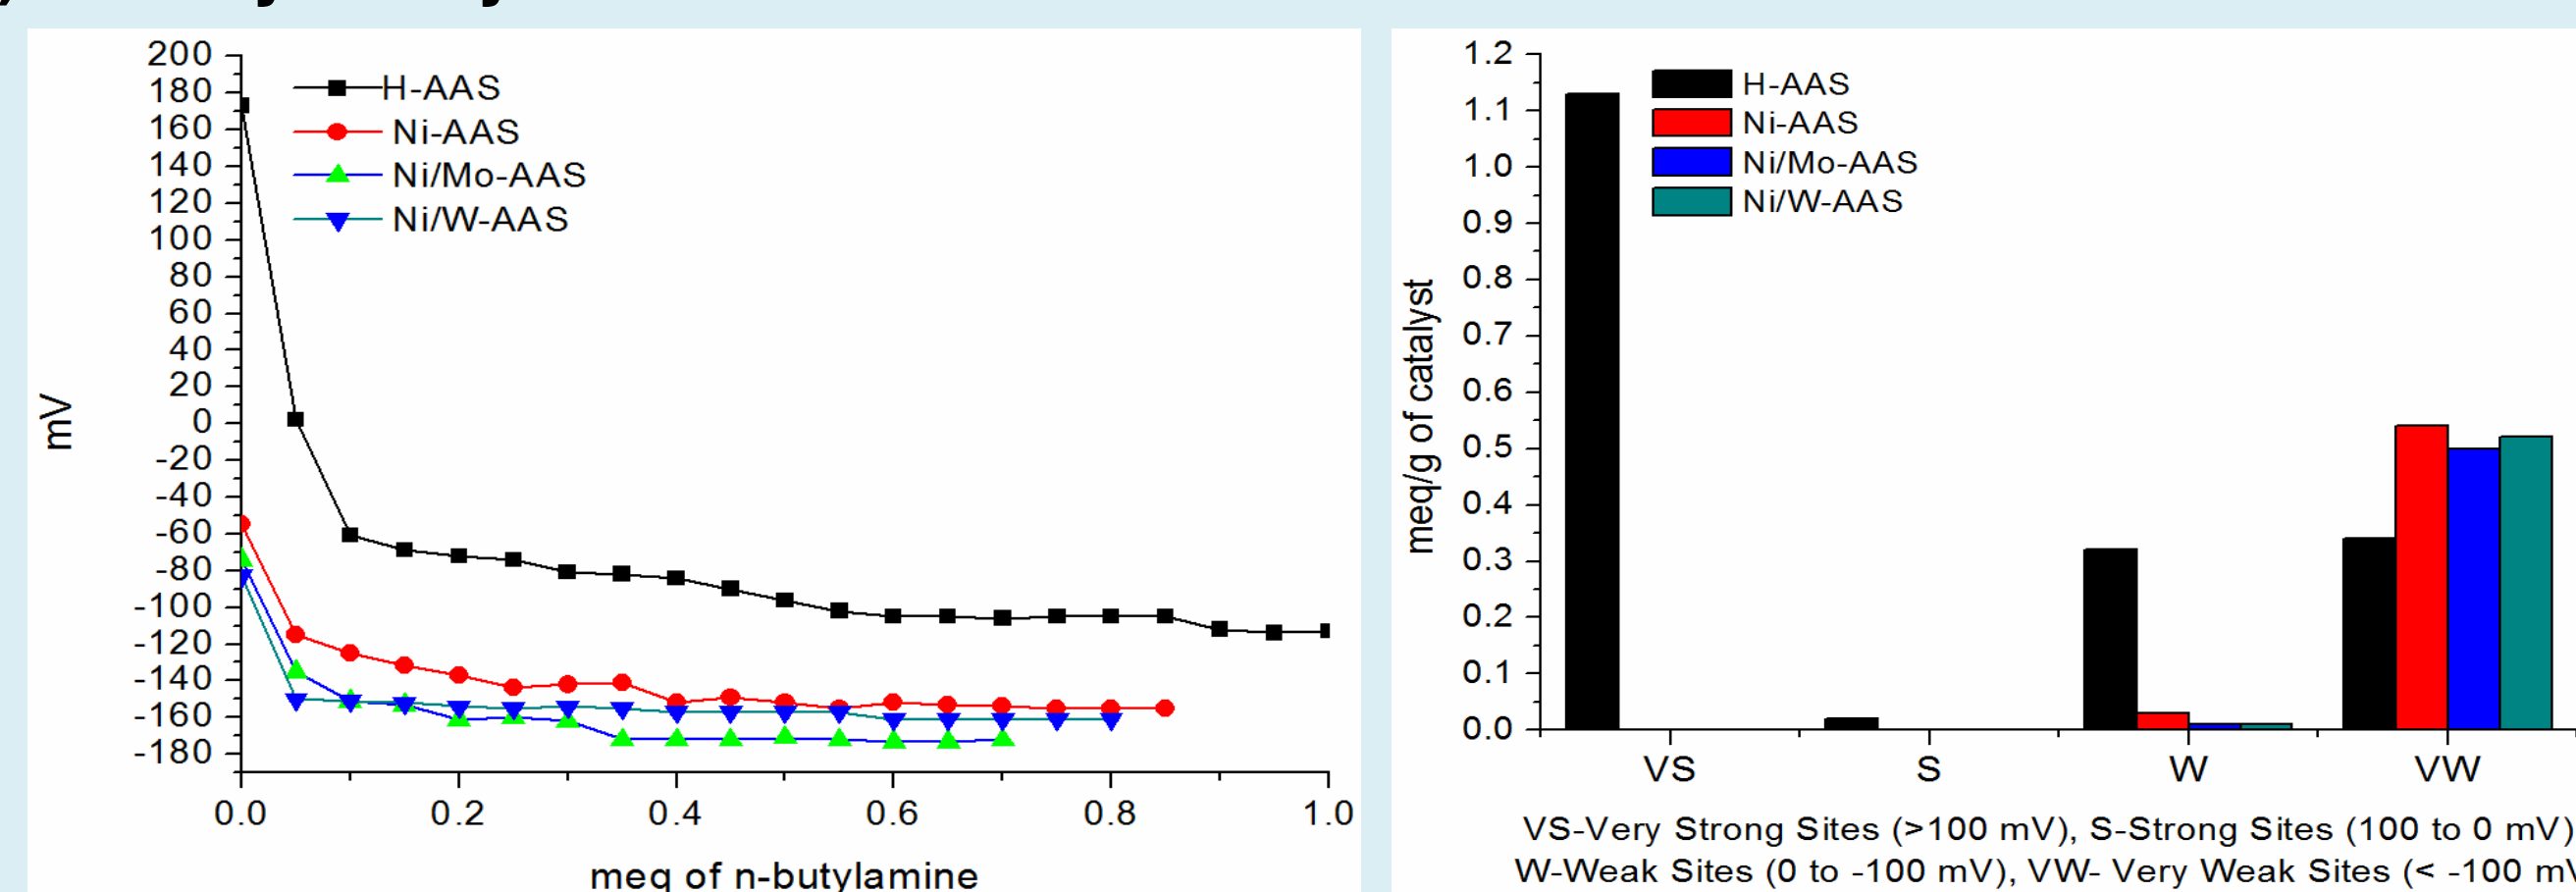 200
180
160
140
120
100
80
60
40
20
0
-20
-40
-60
-80
-100
-120
-140
-160
-180
mV
H-AAS
Ni-AAS
Ni/Mo-AAS
Ni/W-AAS
0.0 0.2 0.4 0.6 0.8 1.0
meq of n-butylamine
1.2
1.1
1.0
0.9
0.8
0.7
0.6
0.5
0.4
0.3
0.2
0.1
0.0
meq/g of catalyst
H-AAS
Ni-AAS
Ni/Mo-AAS
Ni/W-AAS
VS S W VW
VS-Very Strong Sites (>100 mV), S-Strong Sites (100 to 0 mV)
W-Weak Sites (0 to -100 mV), VW- Very Weak Sites (< -100